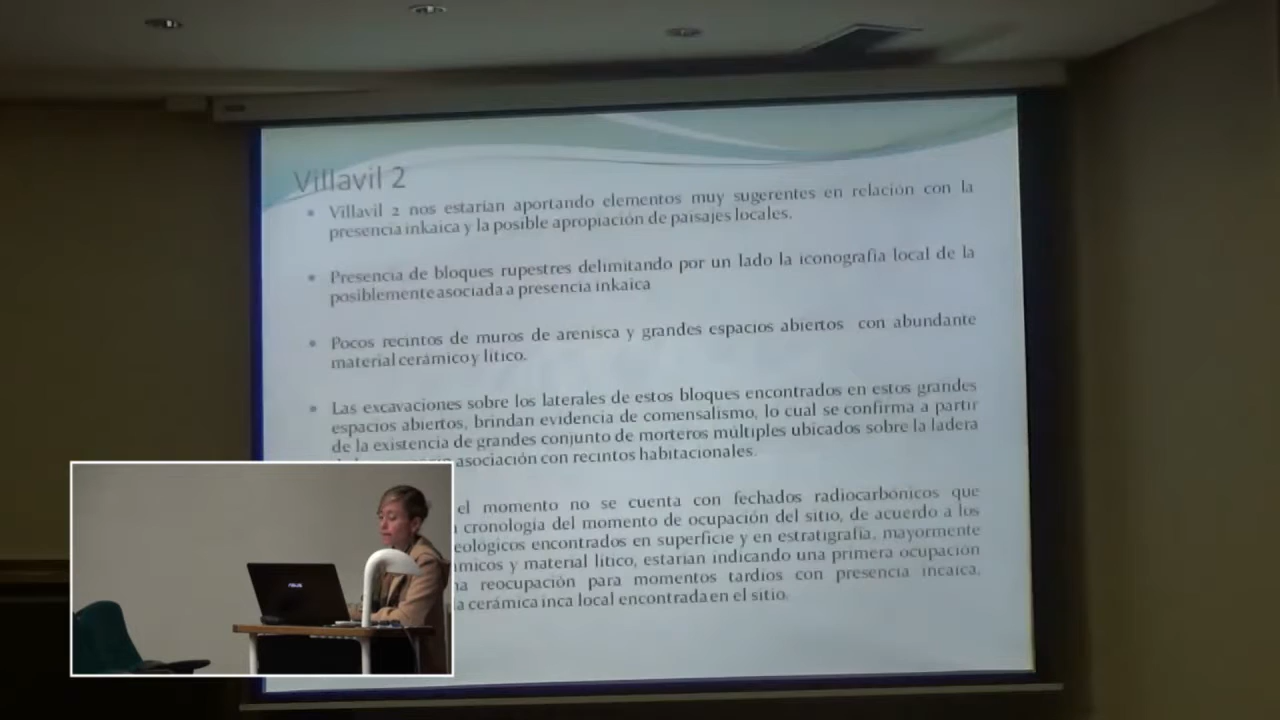 Villavil 2
Villavil 2 nos estarían aportando elementos muy sugerentes en relación con la
presencia inkaica y la posible apropiación de paisajes locales.
Presencia de bloques rupestres delimitando por un lado la iconografía local de la
posiblemente asociada a presencia inkaica
Pocos recintos de muros de arenisca y grandes espacios abiertos con abundante
material cerámico y lítico.
Las excavaciones sobre los laterales de estos bloques encontrados en estos grandes
espacios abiertos, brindan evidencia de comensalismo, lo cual se confirma a partir
de la existencia de grandes conjunto de morteros múltiples ubicados sobre la ladera
asociación con recintos habitacionales.
el momento no se cuenta con fechados radiocarbónicos que
cronología del momento de ocupación del sitio, de acuerdo a los
eológicos encontrados en superficie y en estratigrafía, mayormente
micos y material lítico, estarían indicando una primera ocupación
na reocupación para momentos tardíos con presencia incaica,
a cerámica inca local encontrada en el sitio.
ASUS